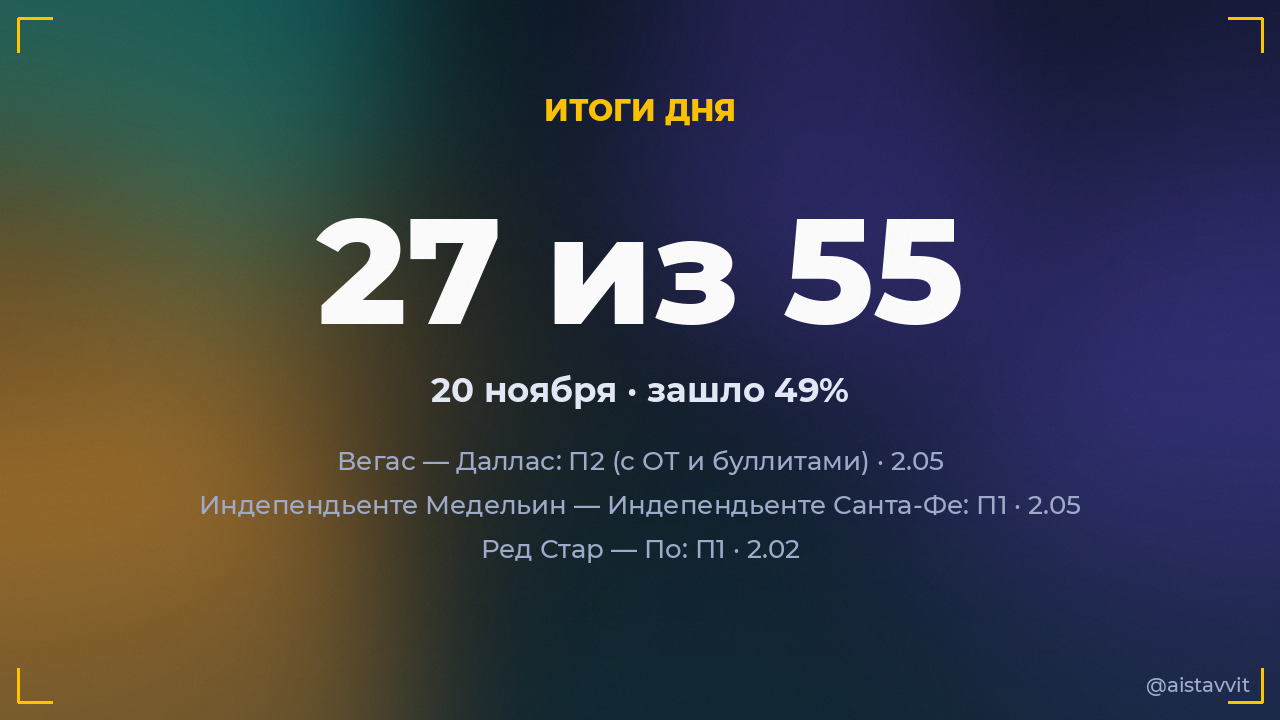 ИТОГИ ДНЯ
27 из 55
20 ноября · зашло 49%
Вегас — Даллас: П2 (с ОТ и буллитами) · 2.05
Индепендьенте Медельин — Индепендьенте Санта-Фе: П1 · 2.05
Ред Стар — По: П1 · 2.02
@aistavvit